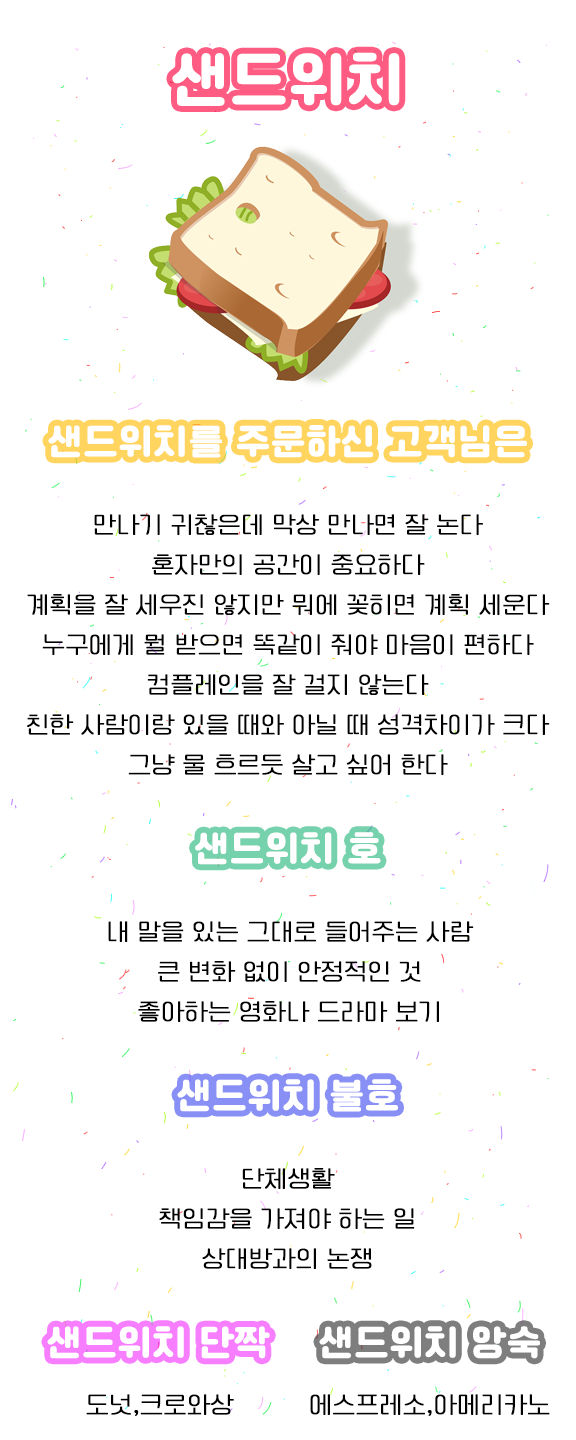 샌드위치
샌드위치를 주문하신 고객님은
만나기 귀찮은데 막상 만나면 잘 논다
혼자만의 공간이 중요하다
계획을 잘 세우진 않지만 뭐에 꽂히면 계획 세운다
누구에게 뭘 받으면 똑같이 줘야 마음이 편하다
컴플레인을 잘 걸지 않는다
친한 사람이랑 있을 때와 아닐 때 성격차이가 크다
그냥 물 흐르듯 살고 싶어 한다
샌드위치 호
내 말을 있는 그대로 들어주는 사람
큰 변화 없이 안정적인 것
좋아하는 영화나 드라마 보기
샌드위치 불호
단체생활
책임감을 가져야 하는 일
상대방과의 논쟁
샌드위치 단짝
도넛,크로와상
샌드위치 앙숙
에스프레소,아메리카노